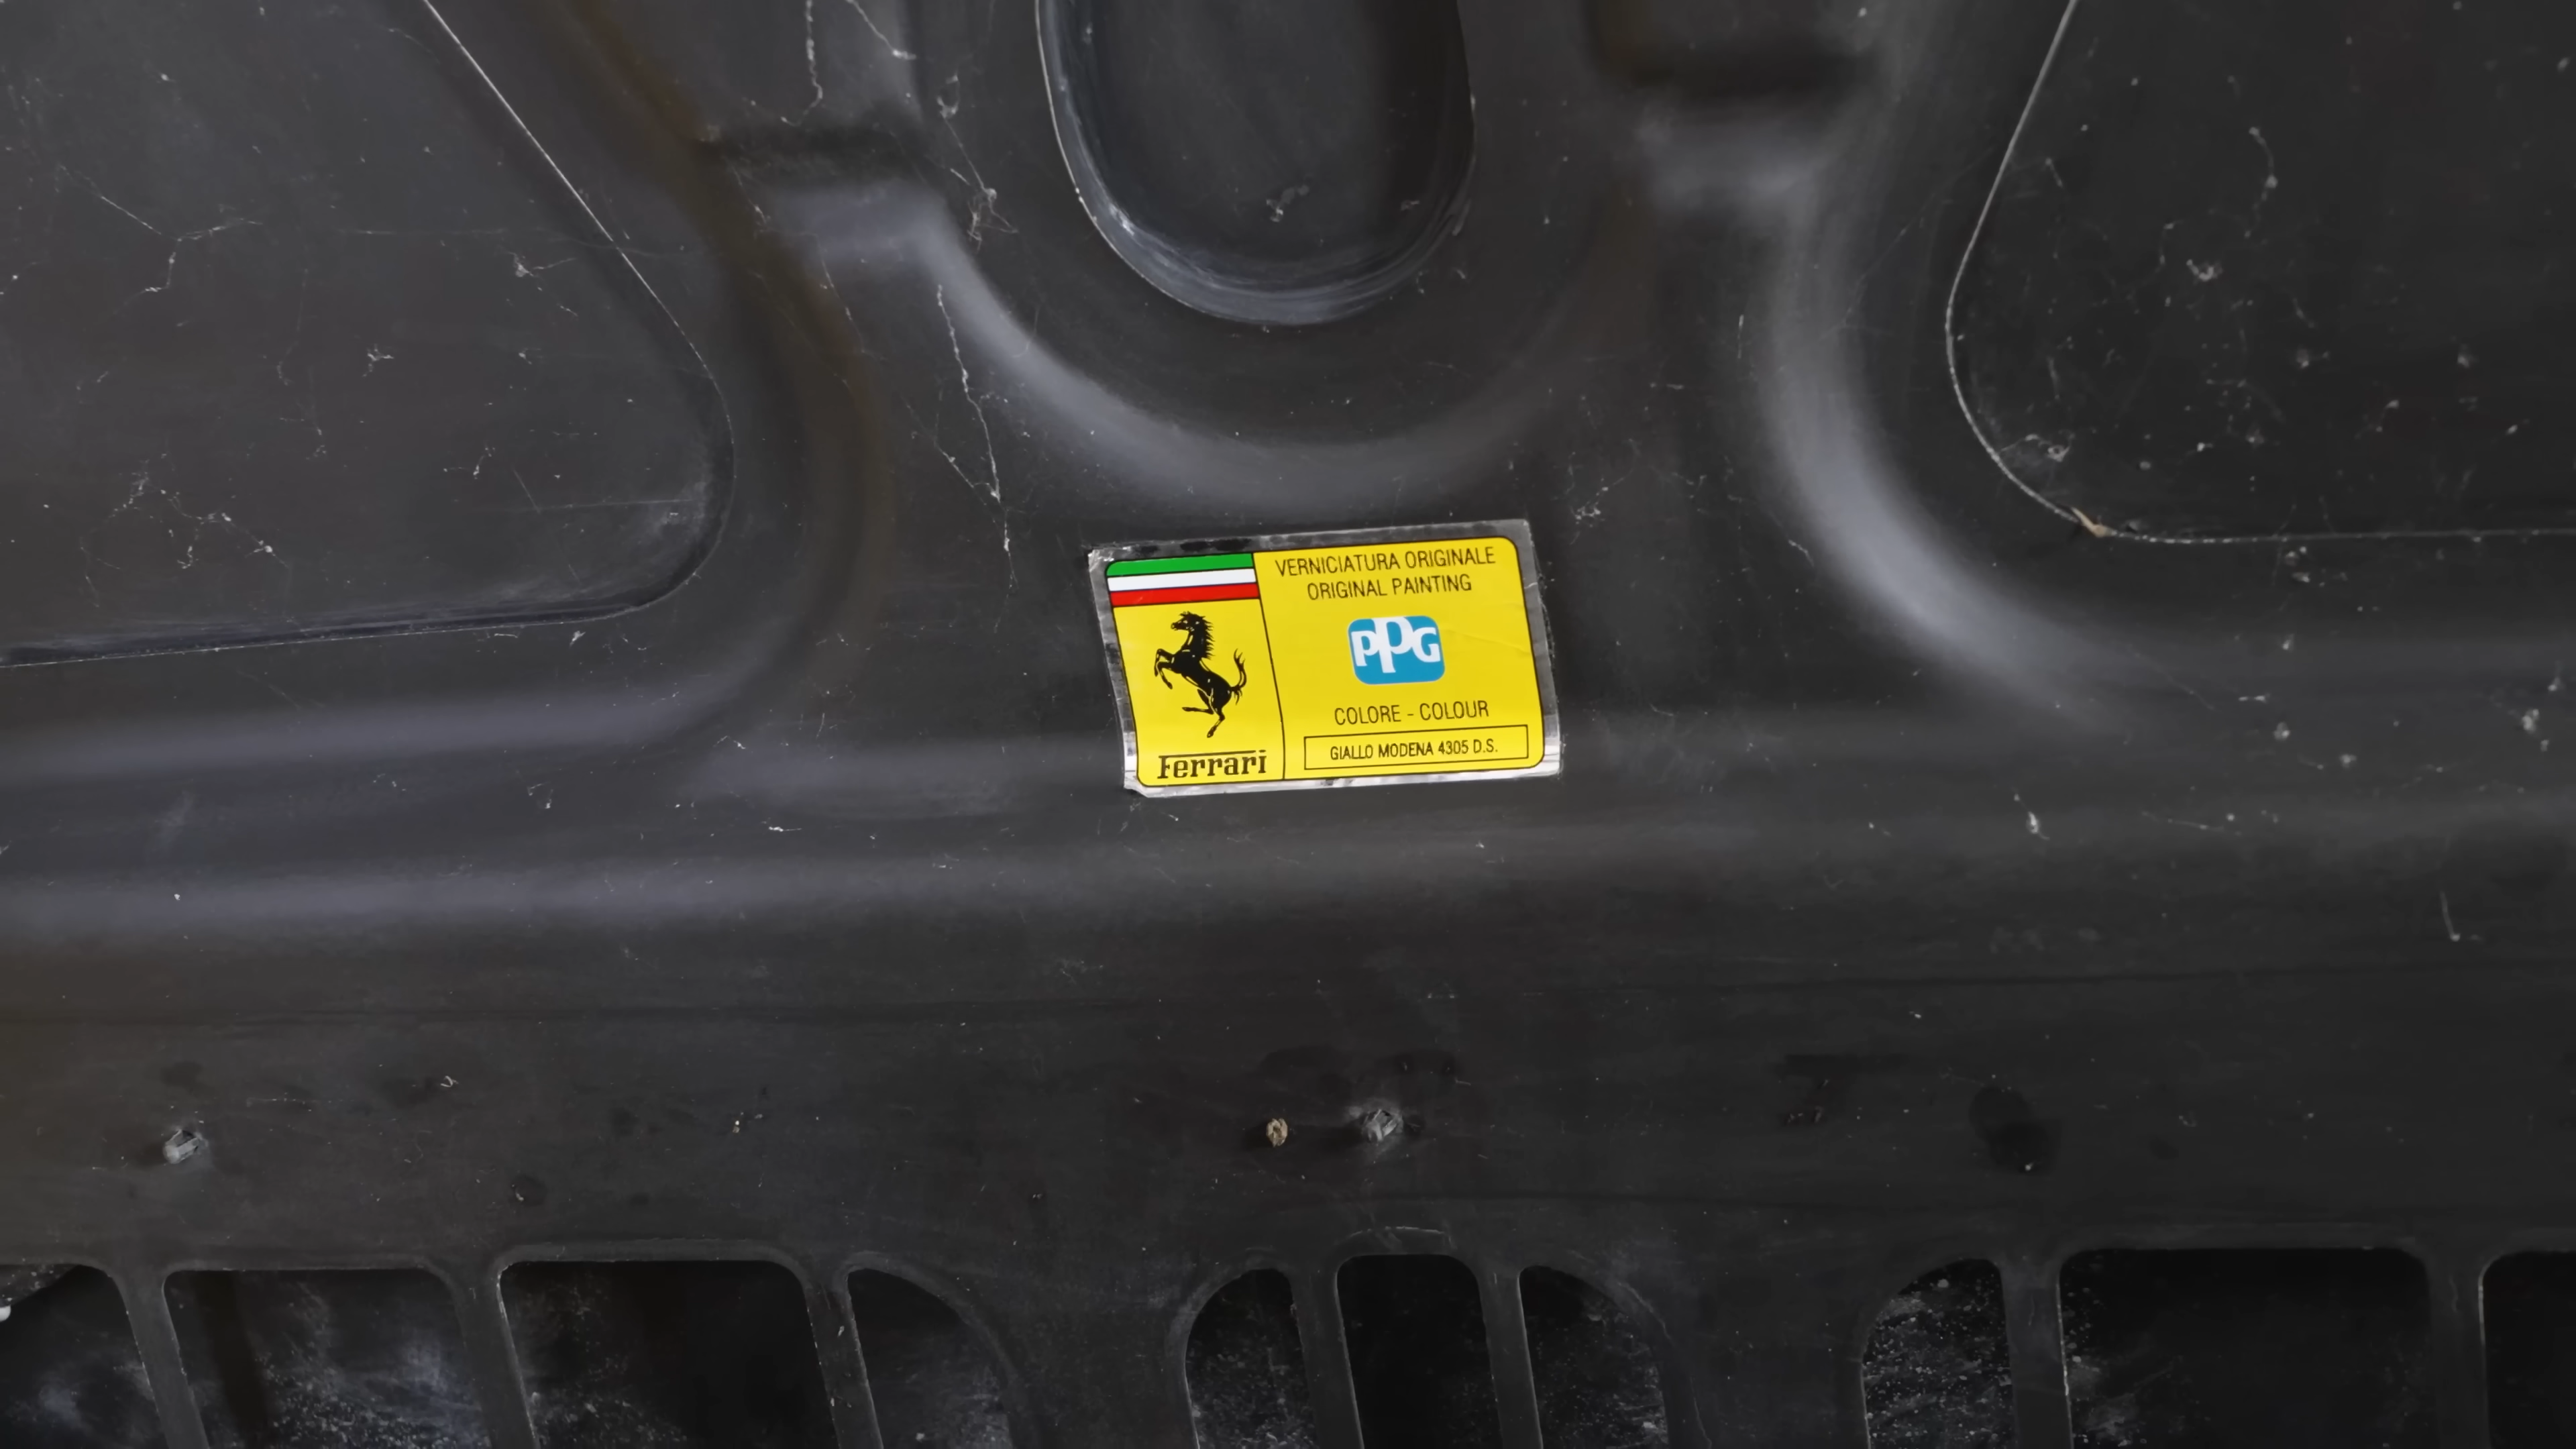 VERNICIATURA ORIGINALE
ORIGINAL PAINTING
PPG
COLORE - COLOUR
GIALLO MODENA 4305 D.S.
Ferrari